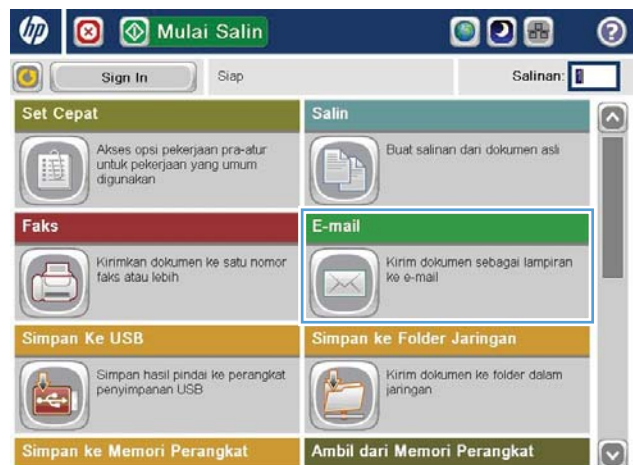 hp
Mulai Salin
?
Sign In
Siap
Salinan: 1
Set Cepat
Akses opsi pekerjaan pra-atur
untuk pekerjaan yang umum
digunakan
Salin
Buat salinan dari dokumen asli
Faks
Kirimkan dokumen ke satu nomor
faks atau lebih
E-mail
Kirim dokumen sebagai lampiran
ke e-mail
Simpan Ke USB
Simpan hasil pindai ke perangkat
penyimpanan USB
Simpan ke Folder Jaringan
Kirim dokumen ke folder dalam
jaringan
Simpan ke Memori Perangkat
Ambil dari Memori Perangkat